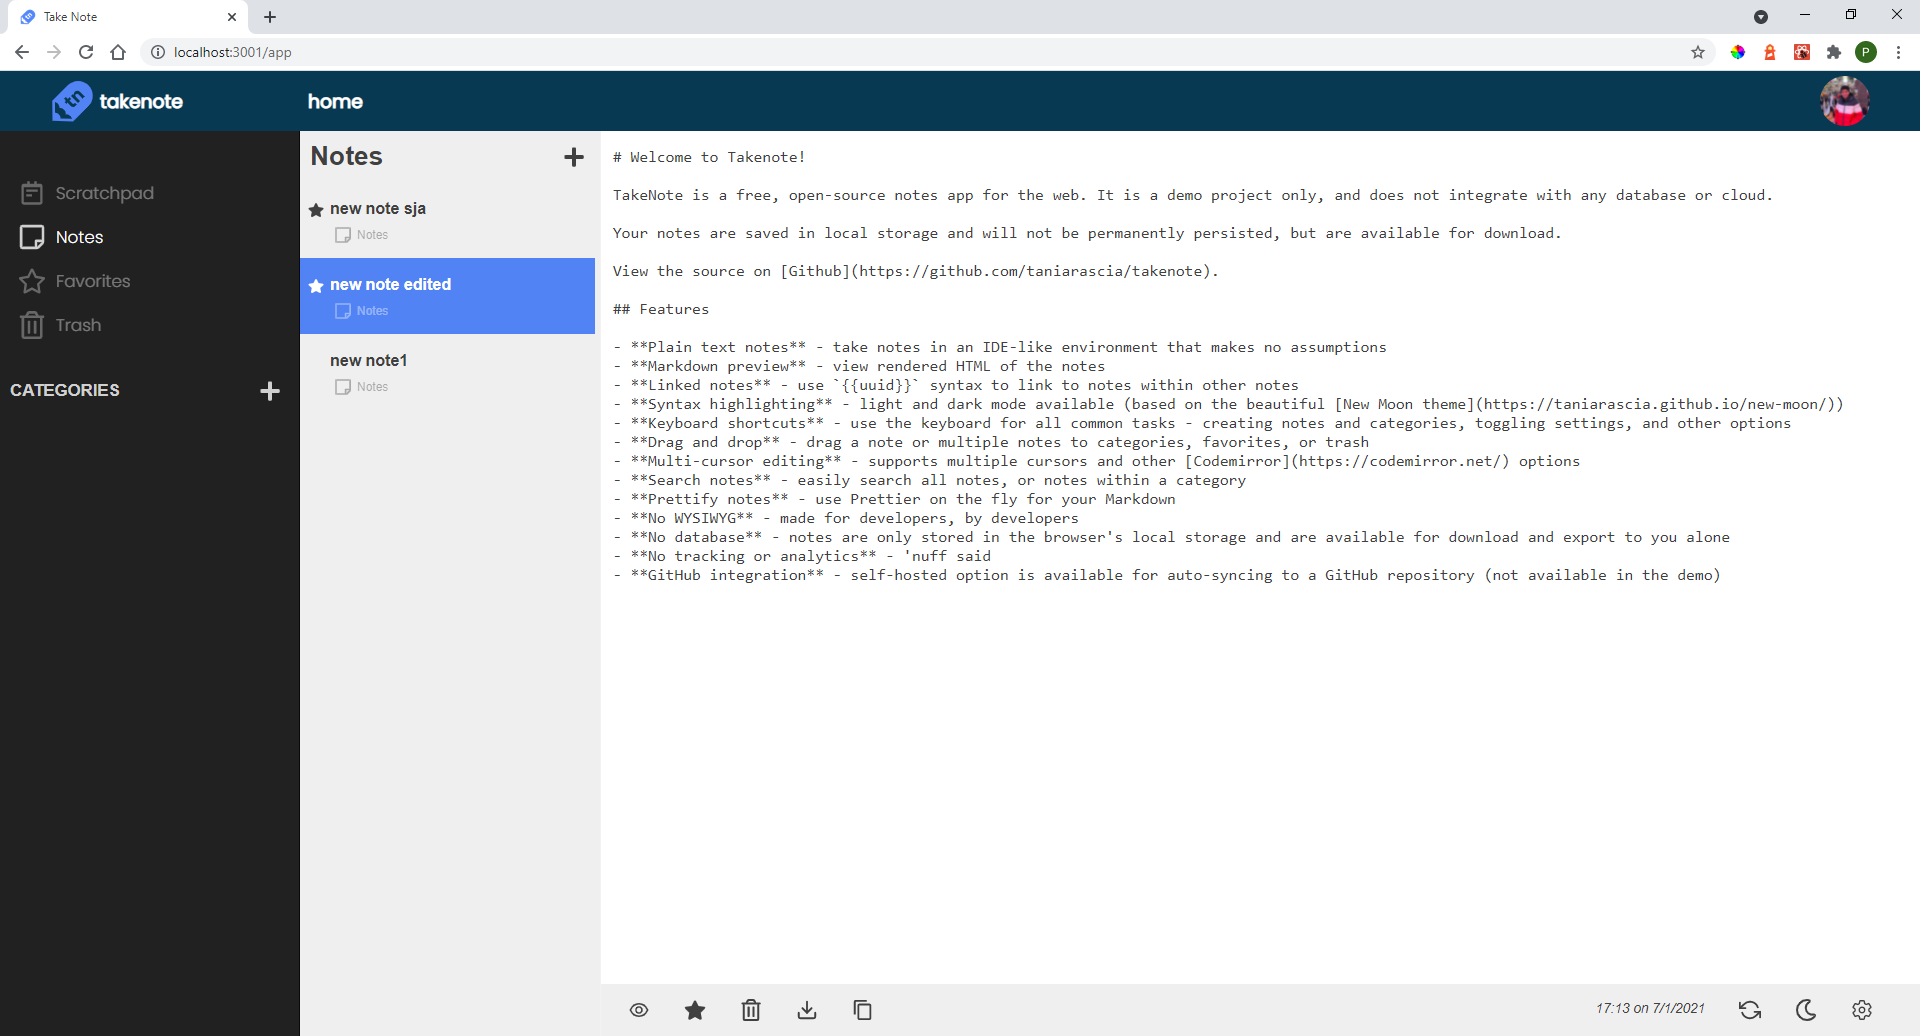 Take Note
localhost:3001/app
P
tn
takenote
home
Scratchpad
Notes
Favorites
Trash
CATEGORIES
Notes
new note sja
Notes
new note edited
Notes
new note1
Notes
# Welcome to Takenote!
TakeNote is a free, open-source notes app for the web. It is a demo project only, and does not integrate with any database or cloud.
Your notes are saved in local storage and will not be permanently persisted, but are available for download.
View the source on [Github](https://github.com/taniarascia/takenote).
## Features
- **Plain text notes** - take notes in an IDE-like environment that makes no assumptions
- **Markdown preview** - view rendered HTML of the notes
- **Linked notes** - use `{{uuid}}` syntax to link to notes within other notes
- **Syntax highlighting** - light and dark mode available (based on the beautiful [New Moon theme](https://taniarascia.github.io/new-moon/))
- **Keyboard shortcuts** - use the keyboard for all common tasks - creating notes and categories, toggling settings, and other options
- **Drag and drop** - drag a note or multiple notes to categories, favorites, or trash
- **Multi-cursor editing** - supports multiple cursors and other [Codemirror](https://codemirror.net/) options
- **Search notes** - easily search all notes, or notes within a category
- **Prettify notes** - use Prettier on the fly for your Markdown
- **No WYSIWYG** - made for developers, by developers
- **No database** - notes are only stored in the browser's local storage and are available for download and export to you alone
- **No tracking or analytics** - 'nuff said
- **GitHub integration** - self-hosted option is available for auto-syncing to a GitHub repository (not available in the demo)
17:13 on 7/1/2021